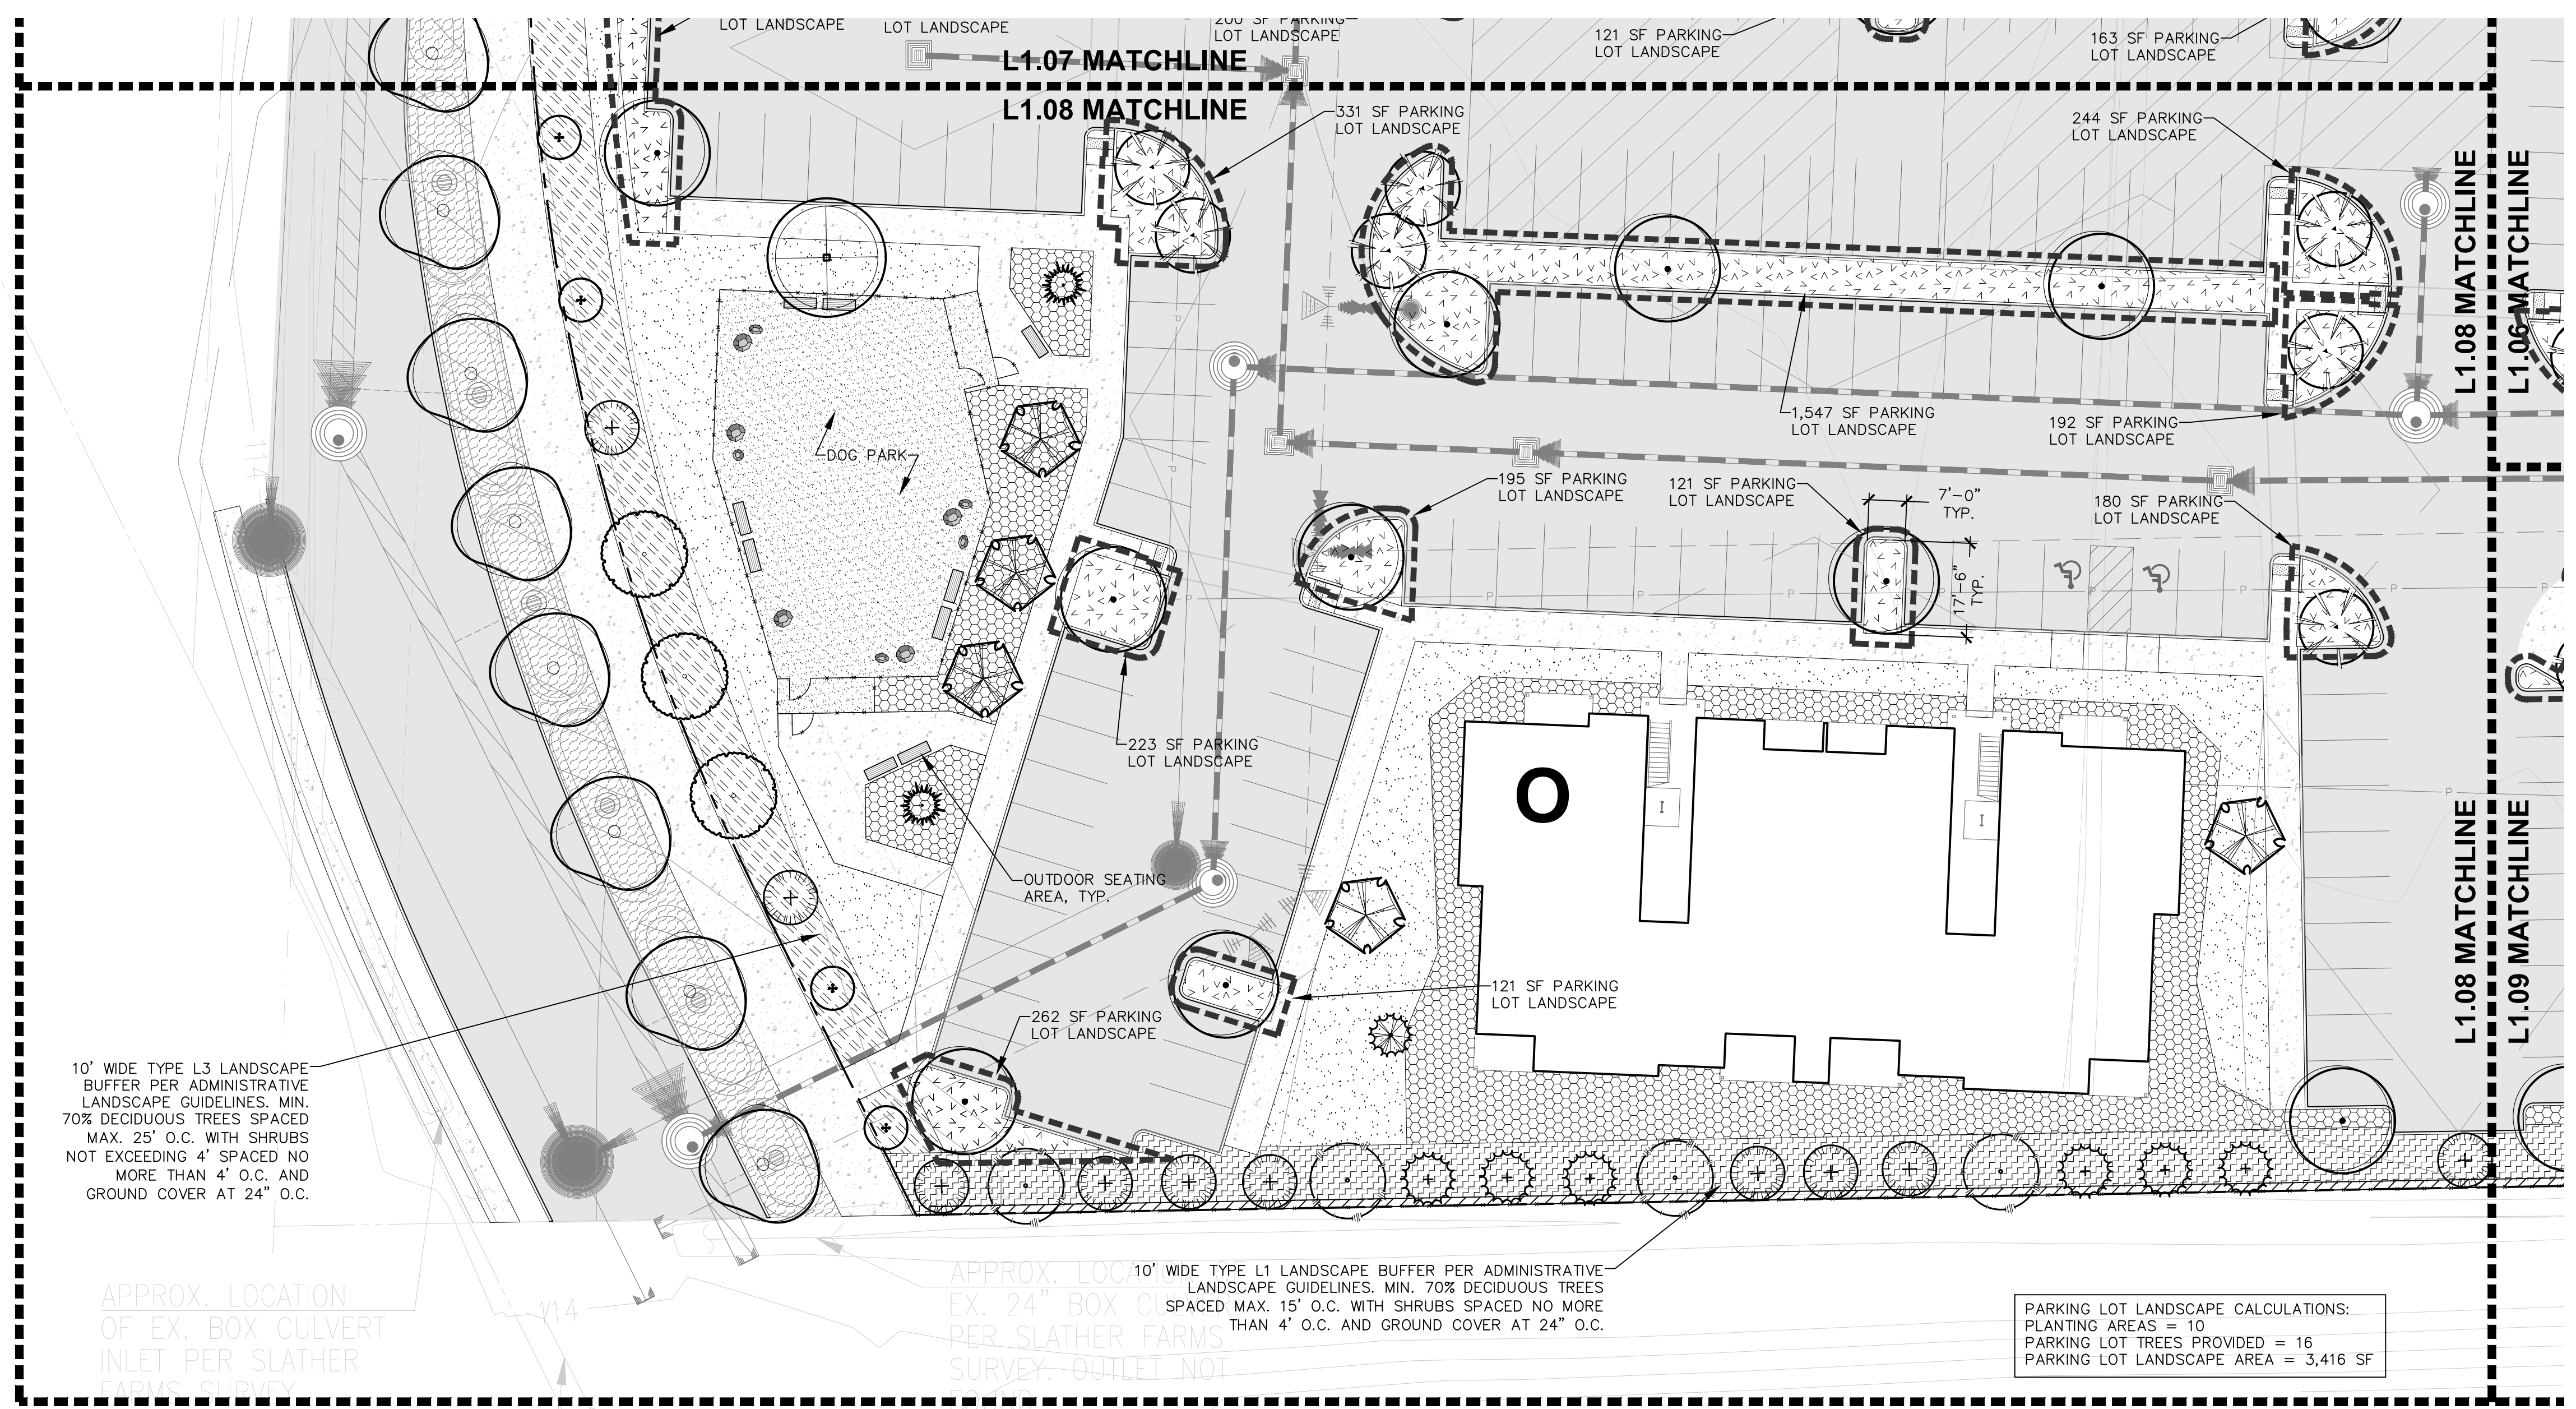 LOT LANDSCAPE
LOT LANDSCAPE
200 SF PARKING
LOT LANDSCAPE
121 SF PARKING
LOT LANDSCAPE
163 SF PARKING
LOT LANDSCAPE
L1.07 MATCHLINE
L1.08 MATCHLINE
331 SF PARKING
LOT LANDSCAPE
244 SF PARKING
LOT LANDSCAPE
L1.08 MATCHLINE
L1.06 MATCHLINE
1,547 SF PARKING
LOT LANDSCAPE
192 SF PARKING
LOT LANDSCAPE
DOG PARK
195 SF PARKING
LOT LANDSCAPE
121 SF PARKING
LOT LANDSCAPE
7'-0"
TYP.
17'-6"
TYP.
180 SF PARKING
LOT LANDSCAPE
P
P
P
P
P
P
P
P
P
P
P
114
223 SF PARKING
LOT LANDSCAPE
O
I
I
OUTDOOR SEATING
AREA, TYP.
121 SF PARKING
LOT LANDSCAPE
262 SF PARKING
LOT LANDSCAPE
L1.08 MATCHLINE
L1.09 MATCHLINE
10' WIDE TYPE L3 LANDSCAPE
BUFFER PER ADMINISTRATIVE
LANDSCAPE GUIDELINES. MIN.
70% DECIDUOUS TREES SPACED
MAX. 25' O.C. WITH SHRUBS
NOT EXCEEDING 4' SPACED NO
MORE THAN 4' O.C. AND
GROUND COVER AT 24" O.C.
10' WIDE TYPE L1 LANDSCAPE BUFFER PER ADMINISTRATIVE
LANDSCAPE GUIDELINES. MIN. 70% DECIDUOUS TREES
SPACED MAX. 15' O.C. WITH SHRUBS SPACED NO MORE
THAN 4' O.C. AND GROUND COVER AT 24" O.C.
APPROX. LOCATION
OF EX. BOX CULVERT
INLET PER SLATHER
FARMS SURVEY
114
APPROX. LOCATION
EX. 24" BOX CULVERT
PER SLATHER FARMS
SURVEY. OUTLET NOT
FOUND
PARKING LOT LANDSCAPE CALCULATIONS:
PLANTING AREAS = 10
PARKING LOT TREES PROVIDED = 16
PARKING LOT LANDSCAPE AREA = 3,416 SF